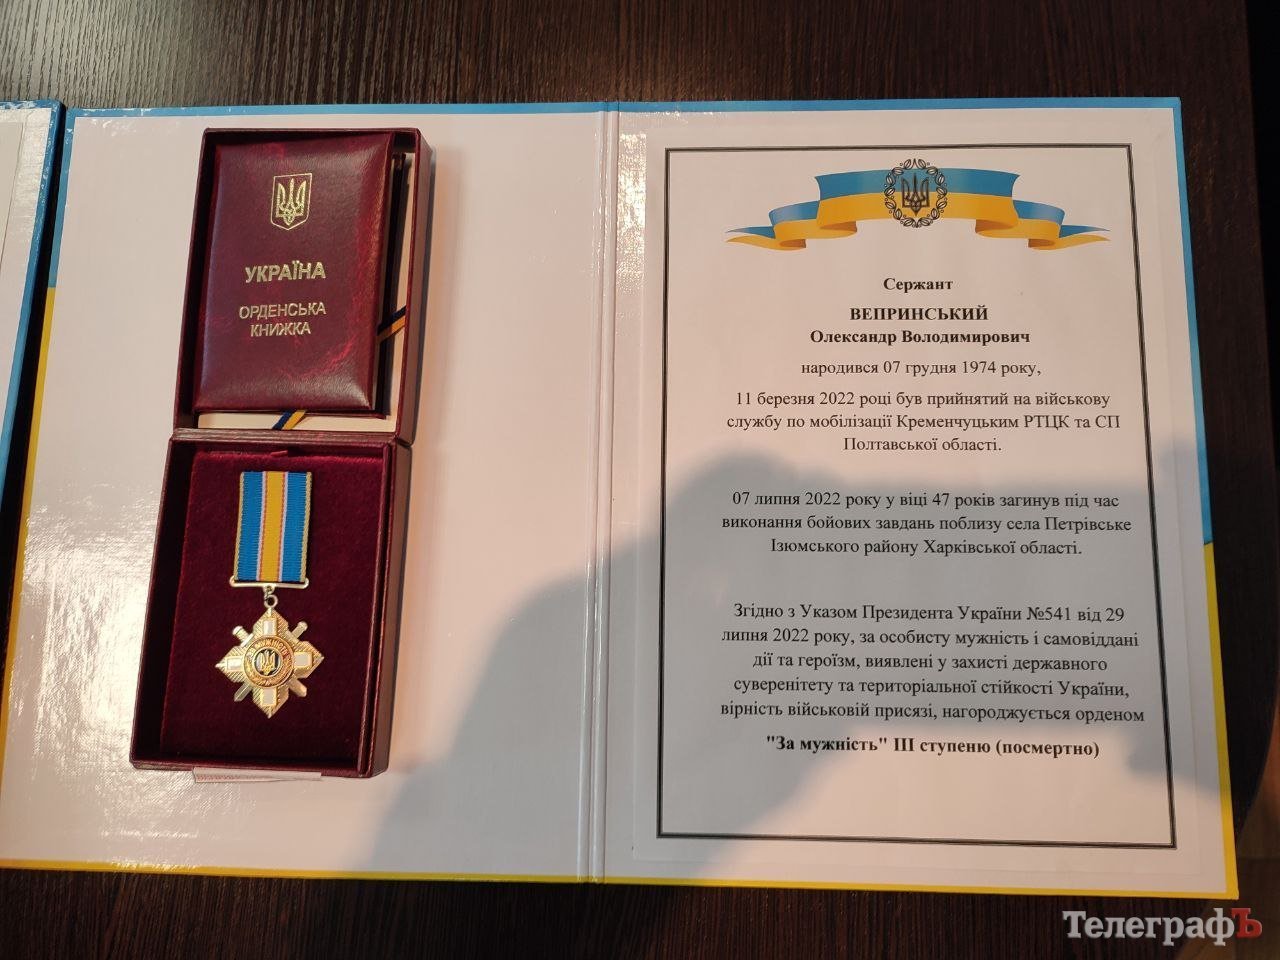 УКРАЇНА
ОРДЕНСЬКА
КНИЖКА
ЗА МУЖНІСТЬ
Сержант
ВЕПРИНСЬКИЙ
Олександр Володимирович
народився 07 грудня 1974 року,
11 березня 2022 році був прийнятий на військову
службу по мобілізації Кременчуцьким РТЦК та СП
Полтавської області.
07 липня 2022 року у віці 47 років загинув під час
виконання бойових завдань поблизу села Петрівське
Ізюмського району Харківської області.
Згідно з Указом Президента України №541 від 29
липня 2022 року, за особисту мужність і самовіддані
дії та героїзм, виявлені у захисті державного
суверенітету та територіальної стійкості України,
вірність військовій присязі, нагороджується орденом
"За мужність" ІІІ ступеню (посмертно)
ТелеграфЪ